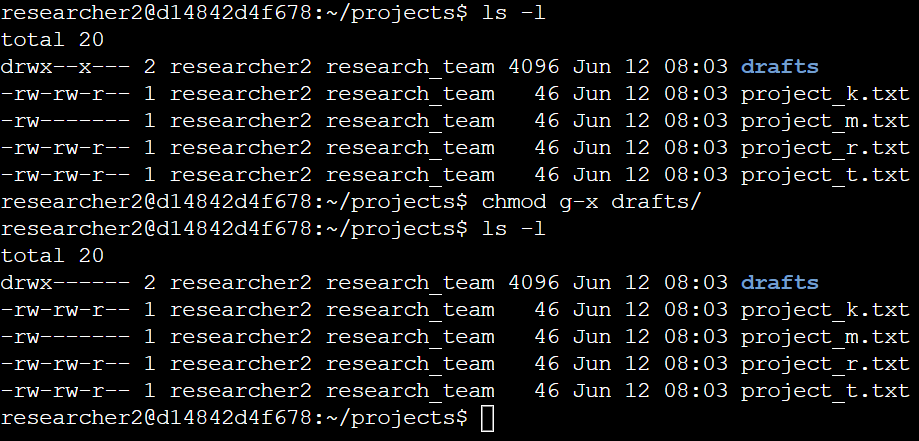 researcher2@d14842d4f678:~/projects$ ls -l
total 20
drwx--x--- 2 researcher2 research_team 4096 Jun 12 08:03 drafts
-rw-rw-r-- 1 researcher2 research_team   46 Jun 12 08:03 project_k.txt
-rw------- 1 researcher2 research_team   46 Jun 12 08:03 project_m.txt
-rw-rw-r-- 1 researcher2 research_team   46 Jun 12 08:03 project_r.txt
-rw-rw-r-- 1 researcher2 research_team   46 Jun 12 08:03 project_t.txt
researcher2@d14842d4f678:~/projects$ chmod g-x drafts/
researcher2@d14842d4f678:~/projects$ ls -l
total 20
drwx------ 2 researcher2 research_team 4096 Jun 12 08:03 drafts
-rw-rw-r-- 1 researcher2 research_team   46 Jun 12 08:03 project_k.txt
-rw------- 1 researcher2 research_team   46 Jun 12 08:03 project_m.txt
-rw-rw-r-- 1 researcher2 research_team   46 Jun 12 08:03 project_r.txt
-rw-rw-r-- 1 researcher2 research_team   46 Jun 12 08:03 project_t.txt
researcher2@d14842d4f678:~/projects$